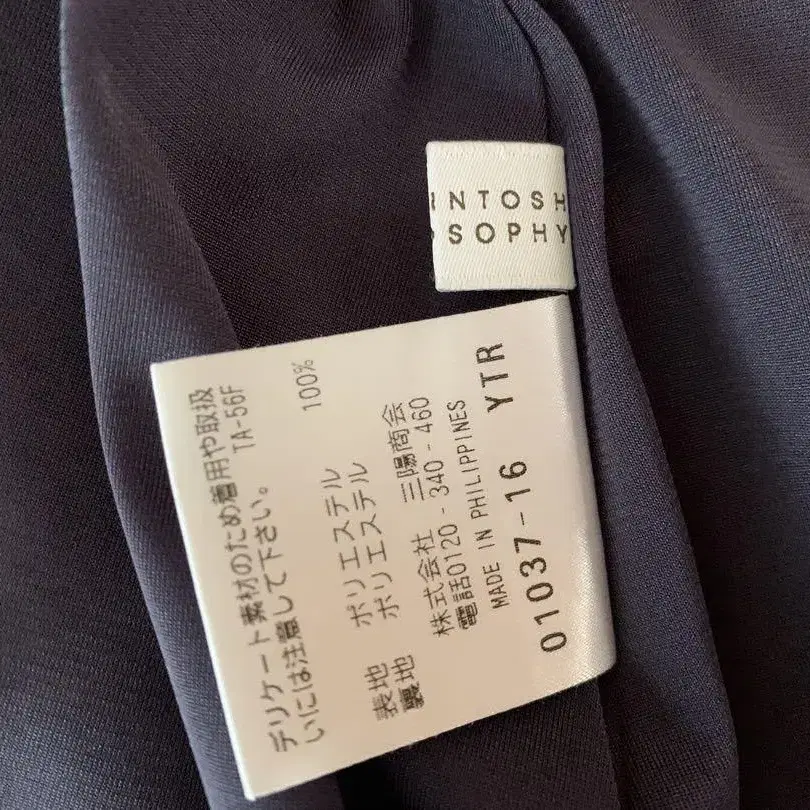 INTOSH
OSOPHY
デリケート素材のため着用や取扱
いには注意して下さい。 TA-56F
100%
表地 ポリエステル
裏地 ポリエステル
株式会社 三陽商会
電話0120-340-460
MADE IN PHILIPPINES
01037-16 YTR